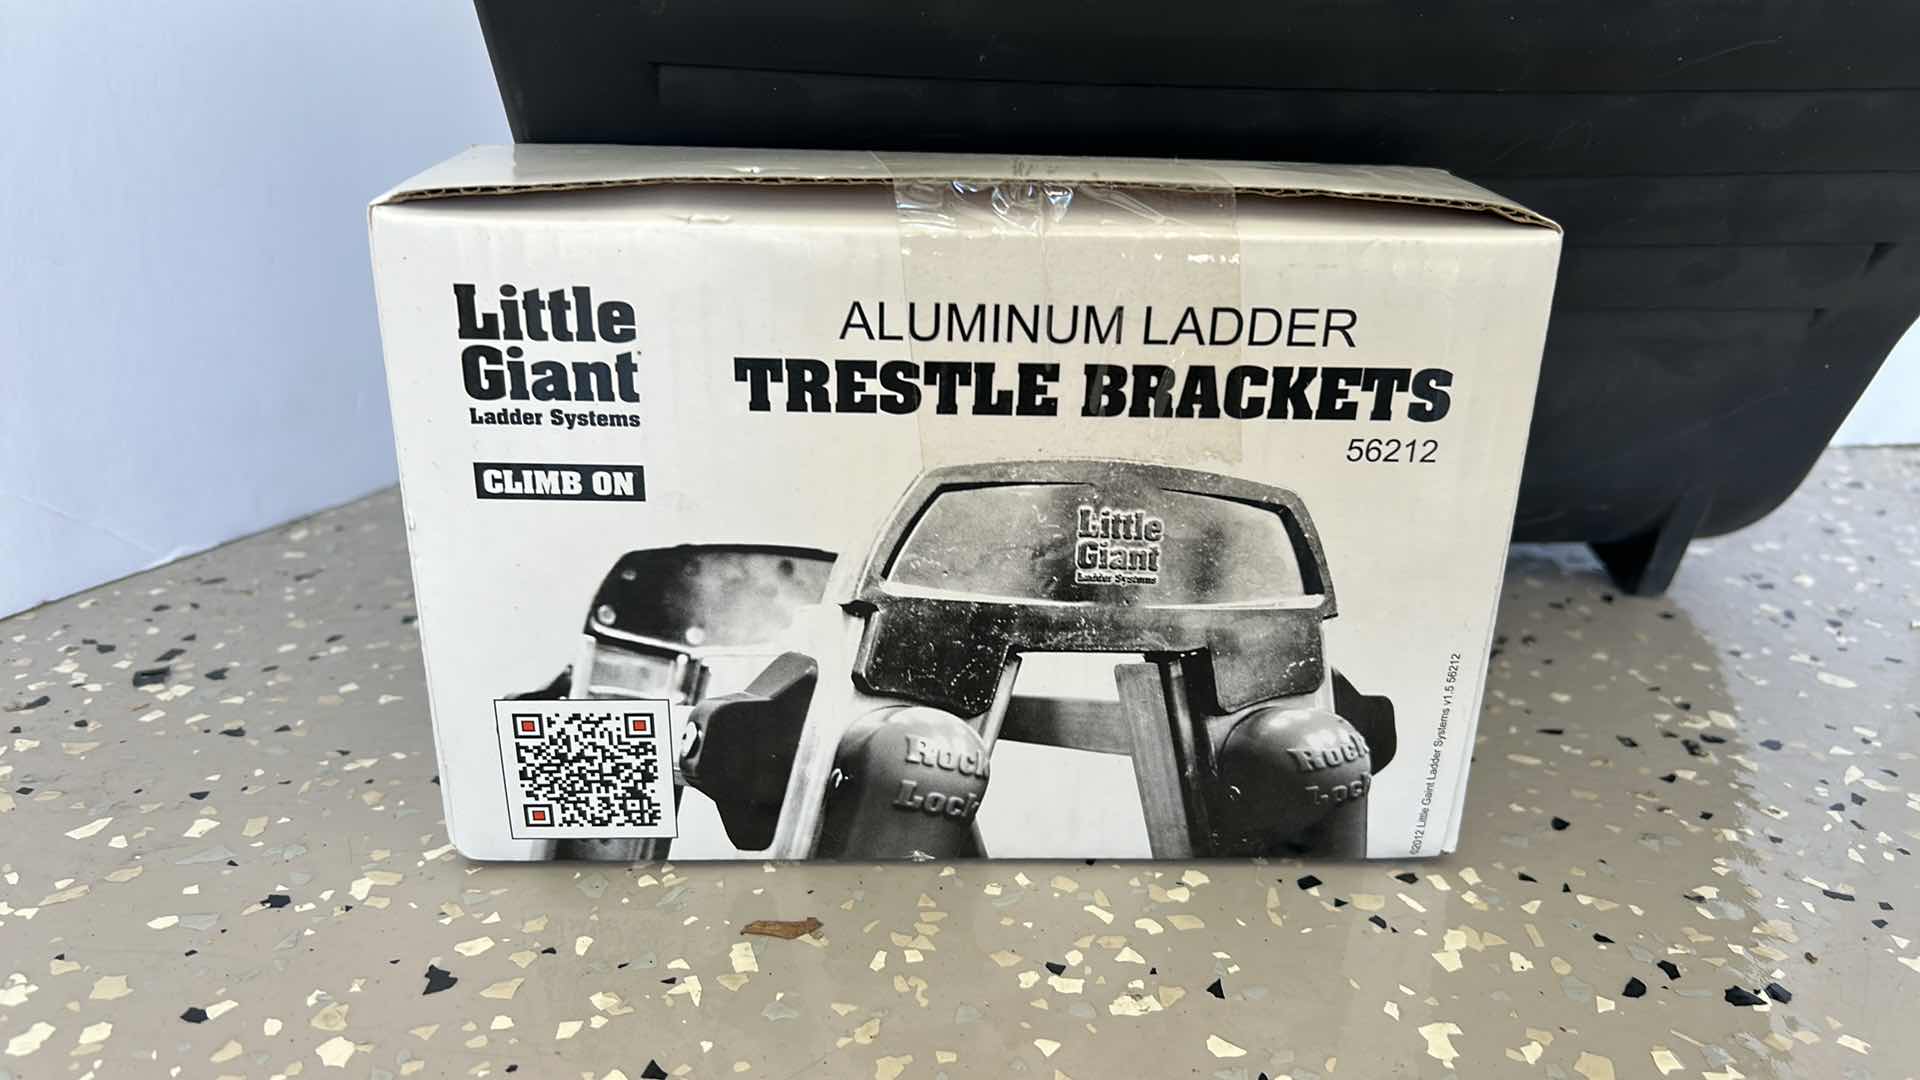 Little
Giant
Ladder Systems
CLIMB ON
ALUMINUM LADDER
TRESTLE BRACKETS
56212
Little
Giant
Ladder Systems
Rock
Lock
Rock
Lock
©2012 Little Gaint Ladder Systems v1.5 56212